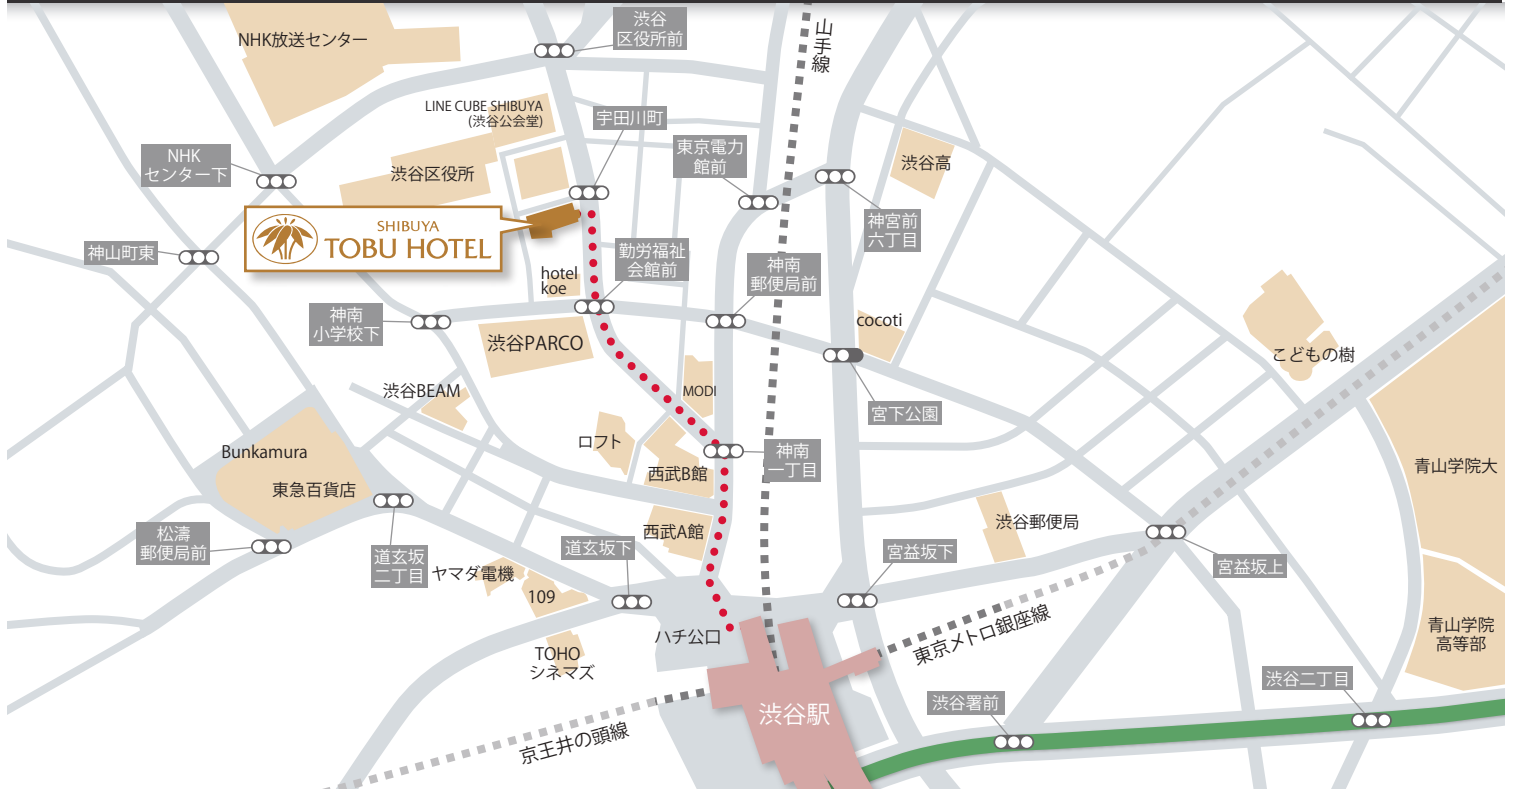 渋谷
区役所前
山手線
NHK放送センター
LINE CUBE SHIBUYA
(渋谷公会堂)
宇田川町
東京電力
館前
NHK
センター下
渋谷区役所
渋谷高
神宮前
六丁目
SHIBUYA
TOBU HOTEL
神山町東
勤労福祉
会館前
神南
郵便局前
hotel
koe
神南
小学校下
cocoti
渋谷PARCO
こどもの樹
渋谷BEAM
MODI
宮下公園
ロフト
Bunkamura
神南
一丁目
西武B館
青山学院大
東急百貨店
松濤
郵便局前
西武A館
渋谷郵便局
道玄坂
二丁目
道玄坂下
宮益坂下
宮益坂上
ヤマダ電機
109
ハチ公口
東京メトロ銀座線
青山学院
高等部
TOHO
シネマズ
渋谷二丁目
渋谷駅
渋谷署前
京王井の頭線